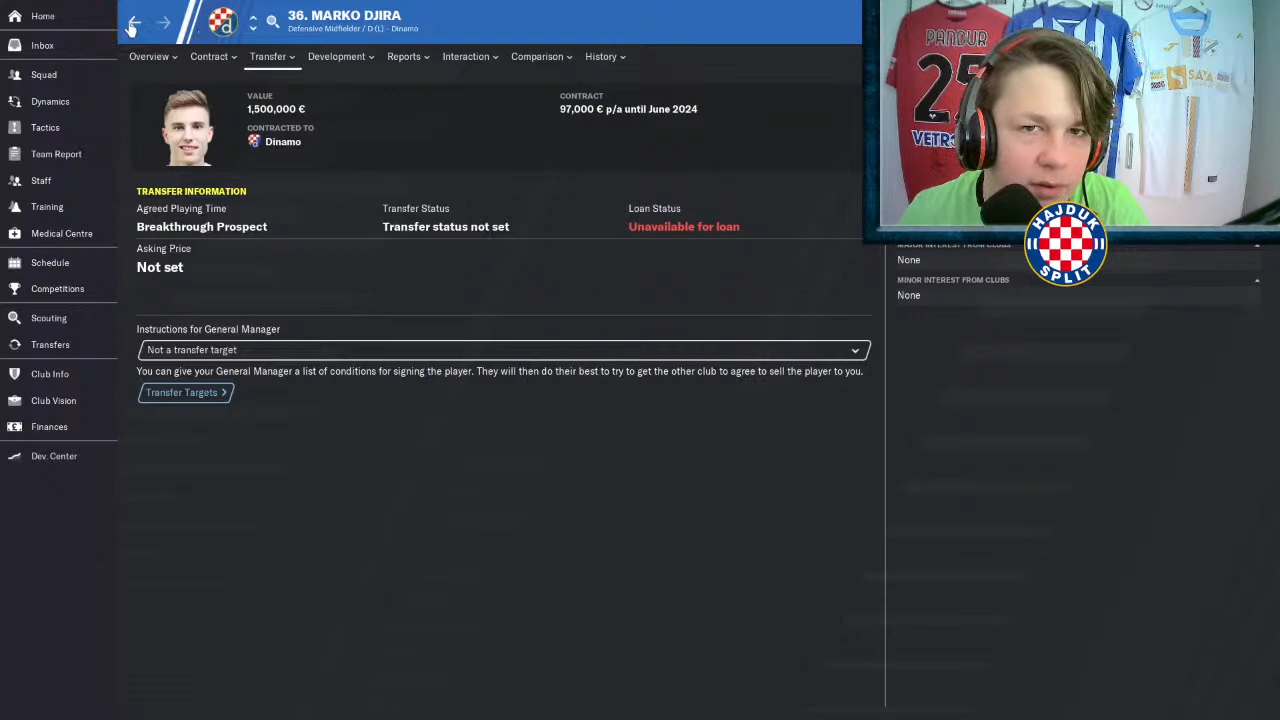 Home
Inbox
Squad
Dynamics
Tactics
Team Report
Staff
Training
Medical Centre
Schedule
Competitions
Scouting
Transfers
Club Info
Club Vision
Finances
Dev. Center
36. MARKO DJIRA
Defensive Midfielder / D (L) - Dinamo
Overview
Contract
Transfer
Development
Reports
Interaction
Comparison
History
VALUE
1,500,000 €
CONTRACTED TO
Dinamo
CONTRACT
97,000 € p/a until June 2024
TRANSFER INFORMATION
Agreed Playing Time
Breakthrough Prospect
Transfer Status
Transfer status not set
Loan Status
Unavailable for loan
Asking Price
Not set
Instructions for General Manager
Not a transfer target
You can give your General Manager a list of conditions for signing the player. They will then do their best to try to get the other club to agree to sell the player to you.
Transfer Targets >
MAJOR INTEREST FROM CLUBS
None
MINOR INTEREST FROM CLUBS
None
PANDUR
25
HAJDUK
SPLIT